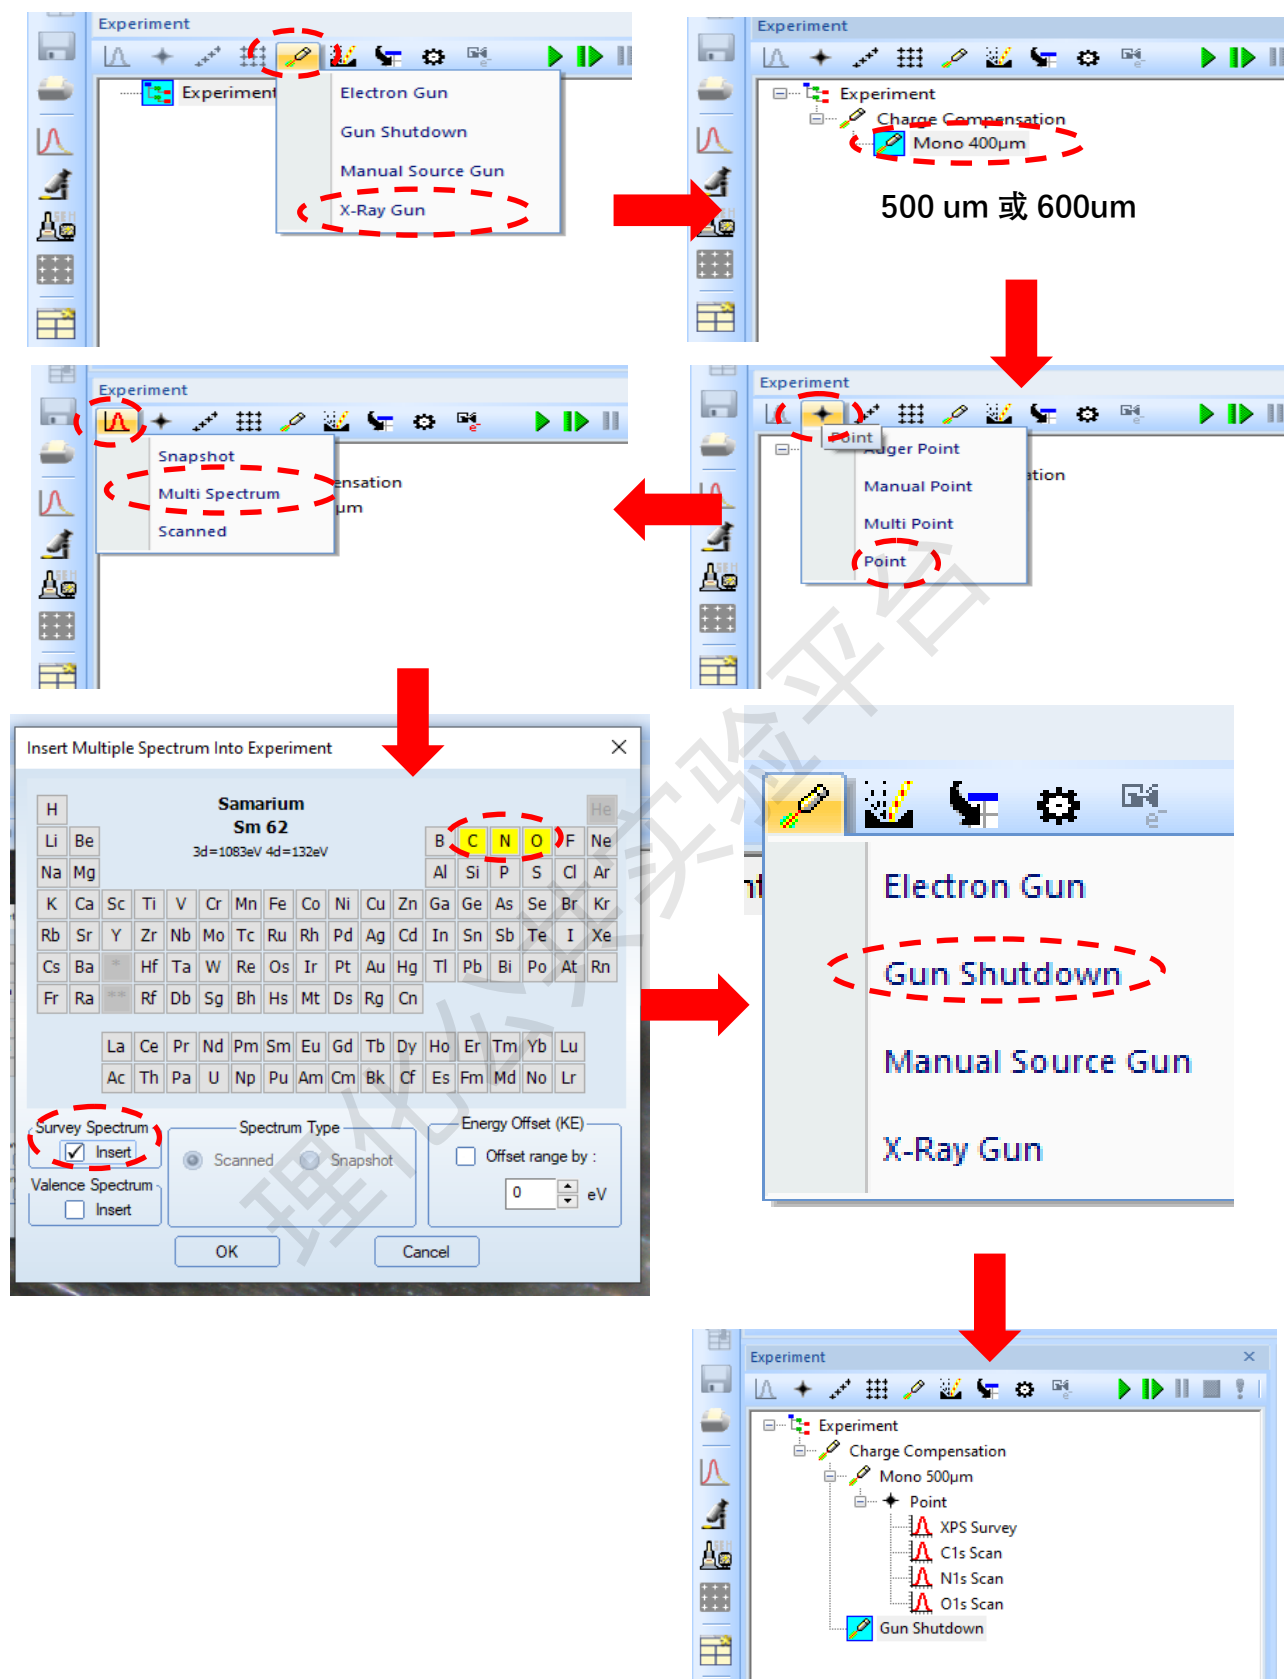 Experiment
Experiment
Electron Gun
Gun Shutdown
Manual Source Gun
X-Ray Gun
Experiment
Experiment
Charge Compensation
Mono 400µm
500 um 或 600um
Experiment
Point
Auger Point
Manual Point
Multi Point
Point
ation
Experiment
Snapshot
Multi Spectrum
Scanned
ensation
µm
Insert Multiple Spectrum Into Experiment
Samarium
Sm 62
3d=1083eV 4d=132eV
H He
Li Be B C N O F Ne
Na Mg Al Si P S Cl Ar
K Ca Sc Ti V Cr Mn Fe Co Ni Cu Zn Ga Ge As Se Br Kr
Rb Sr Y Zr Nb Mo Tc Ru Rh Pd Ag Cd In Sn Sb Te I Xe
Cs Ba * Hf Ta W Re Os Ir Pt Au Hg Tl Pb Bi Po At Rn
Fr Ra ** Rf Db Sg Bh Hs Mt Ds Rg Cn
La Ce Pr Nd Pm Sm Eu Gd Tb Dy Ho Er Tm Yb Lu
Ac Th Pa U Np Pu Am Cm Bk Cf Es Fm Md No Lr
Survey Spectrum
Insert
Valence Spectrum
Insert
Spectrum Type
Scanned Snapshot
Energy Offset (KE)
Offset range by :
0 eV
OK Cancel
Electron Gun
Gun Shutdown
Manual Source Gun
X-Ray Gun
Experiment
Experiment
Charge Compensation
Mono 500µm
Point
XPS Survey
C1s Scan
N1s Scan
O1s Scan
Gun Shutdown
理化公共实验平台